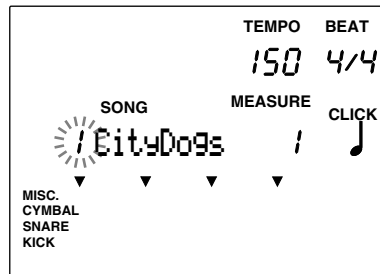 TEMPO BEAT
150 4/4
SONG MEASURE CLICK
1 CityDogs 1
MISC.
CYMBAL
SNARE
KICK